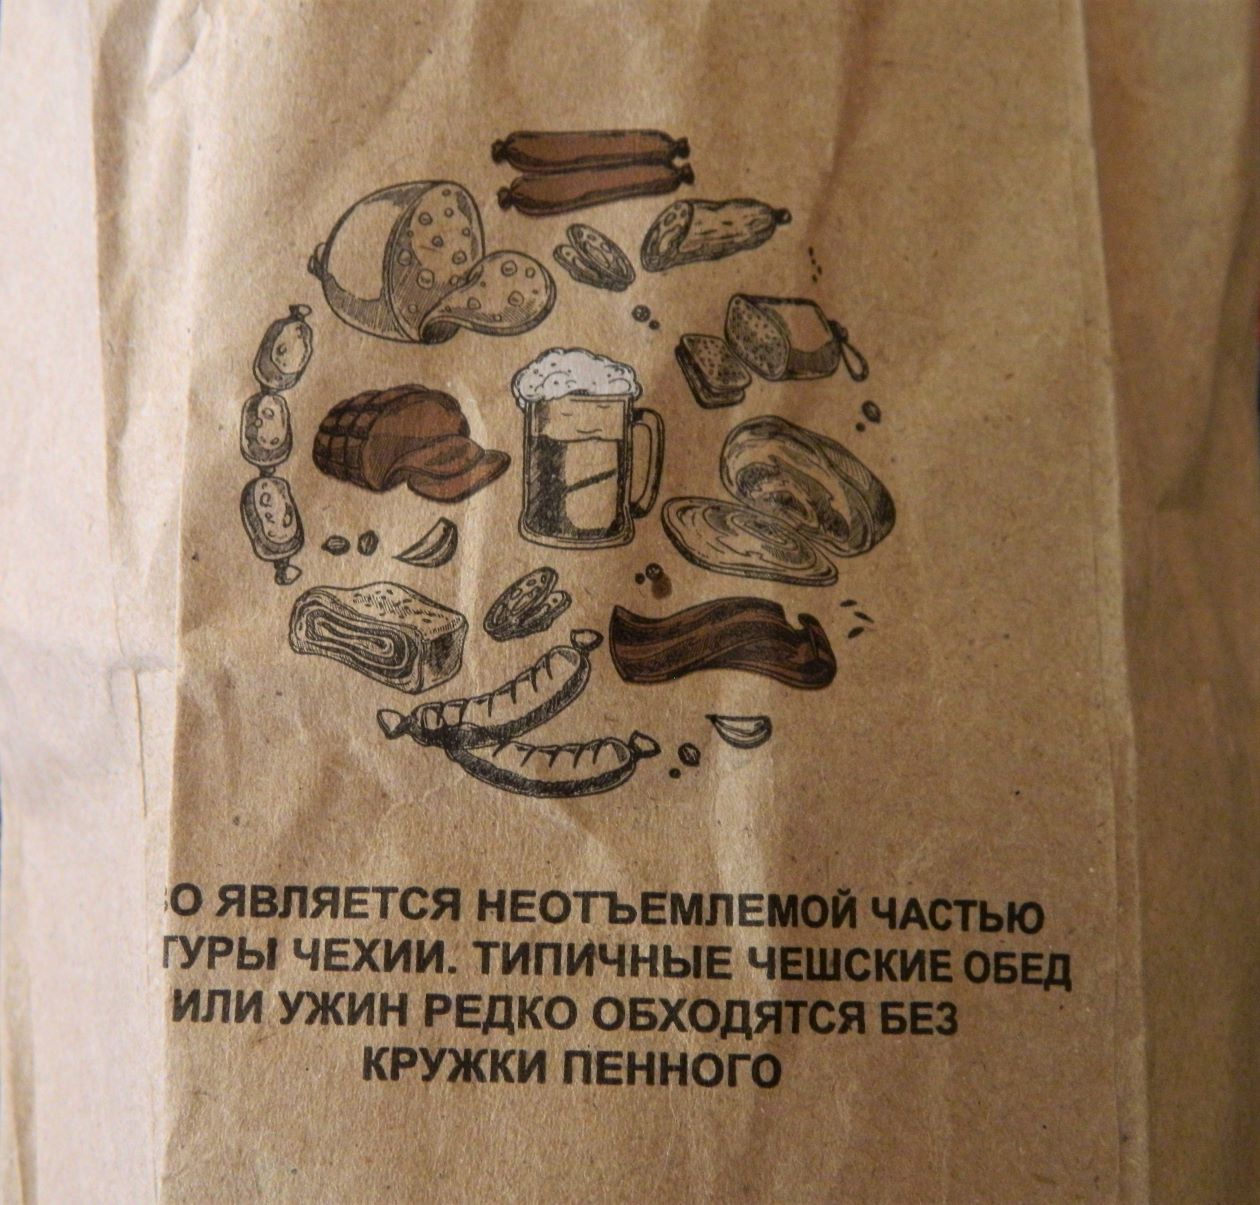 О ЯВЛЯЕТСЯ НЕОТЪЕМЛЕМОЙ ЧАСТЬЮ
ТУРЫ ЧЕХИИ. ТИПИЧНЫЕ ЧЕШСКИЕ ОБЕД
ИЛИ УЖИН РЕДКО ОБХОДЯТСЯ БЕЗ
КРУЖКИ ПЕННОГО